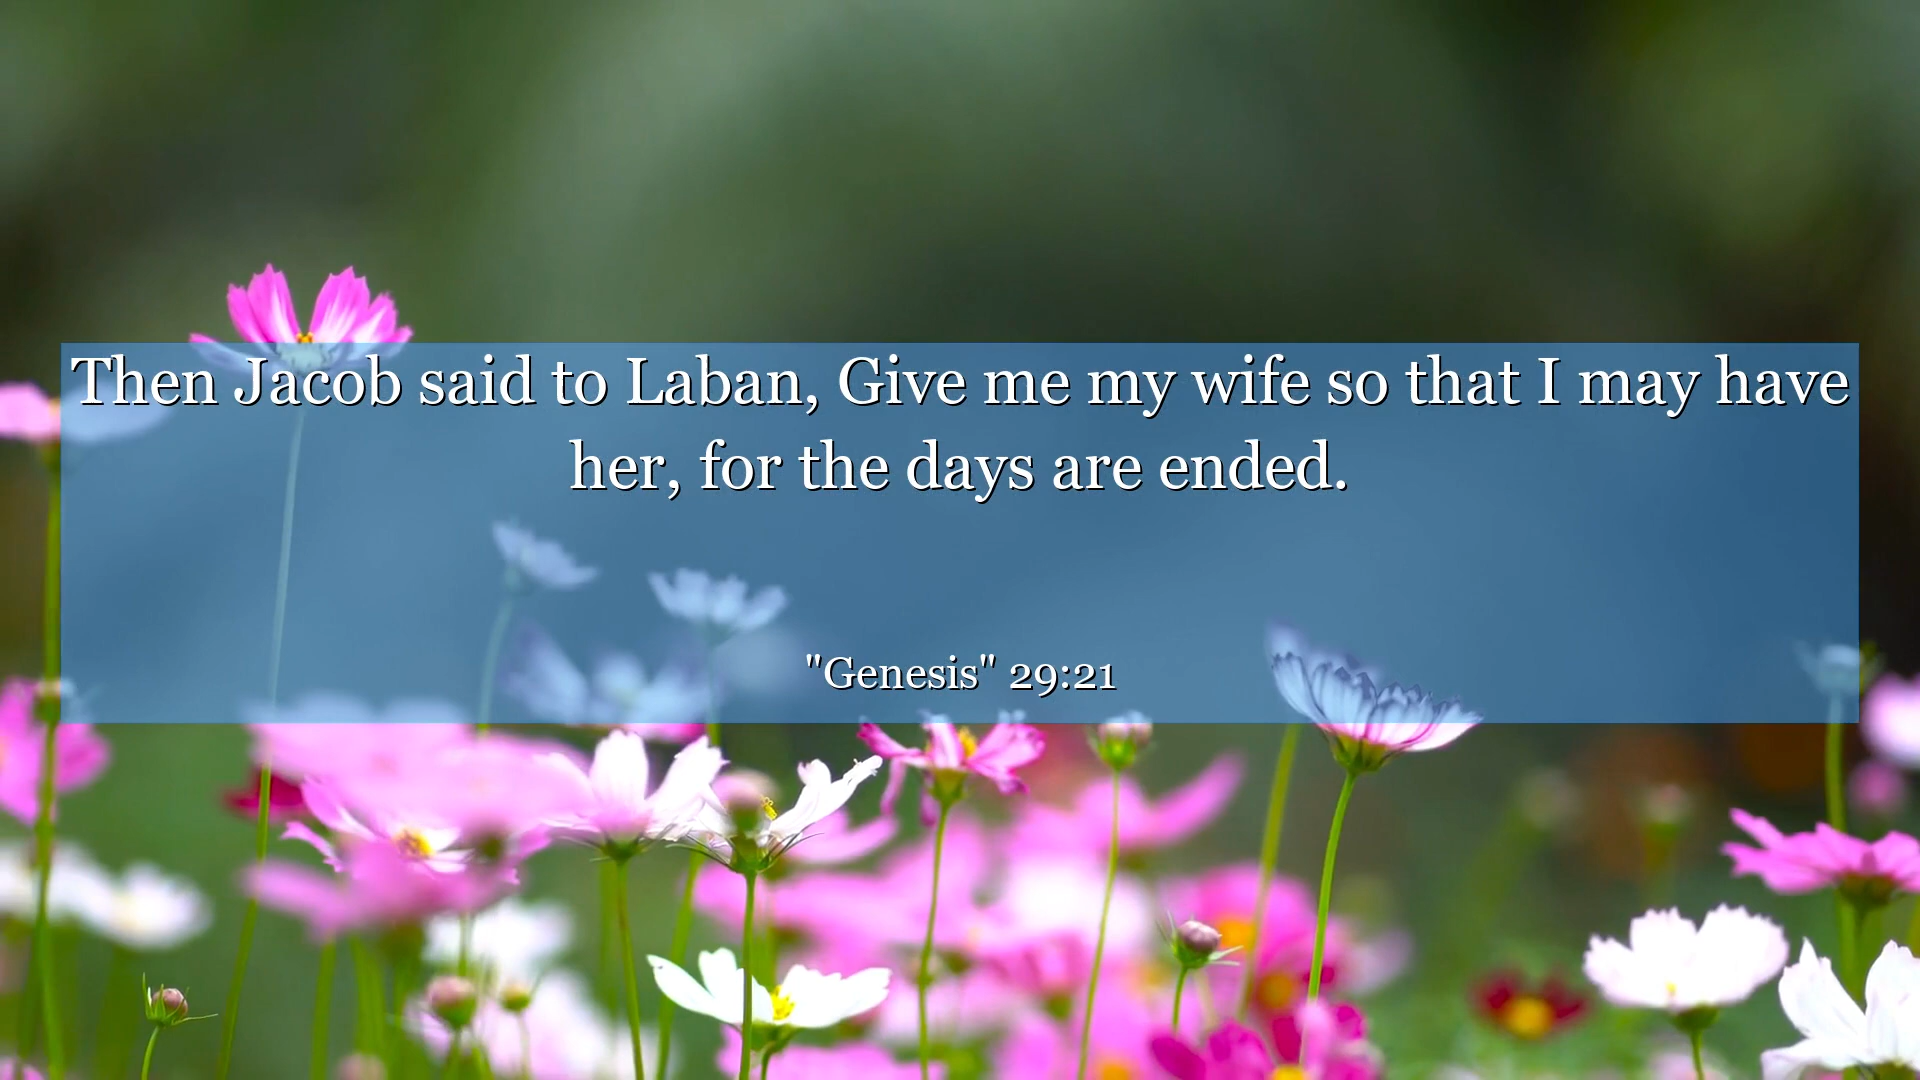 Then Jacob said to Laban, Give me my wife so that I may have
her, for the days are ended.
"Genesis" 29:21